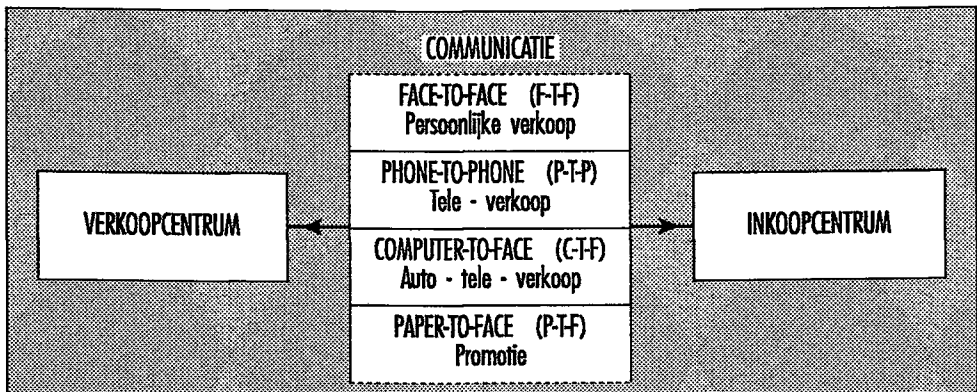 COMMUNICATIE
FACE-TO-FACE (F-T-F)
Persoonlijke verkoop
PHONE-TO-PHONE (P-T-P)
Tele - verkoop
VERKOOPCENTRUM
INKOOPCENTRUM
COMPUTER-TO-FACE (C-T-F)
Auto - tele - verkoop
PAPER-TO-FACE (P-T-F)
Promotie